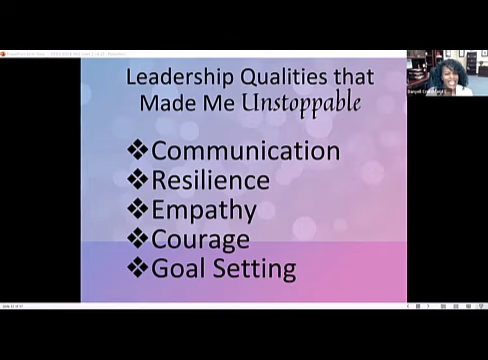 Leadership Qualities that
Made Me Unstoppable
❖Communication
❖Resilience
❖Empathy
❖Courage
❖Goal Setting